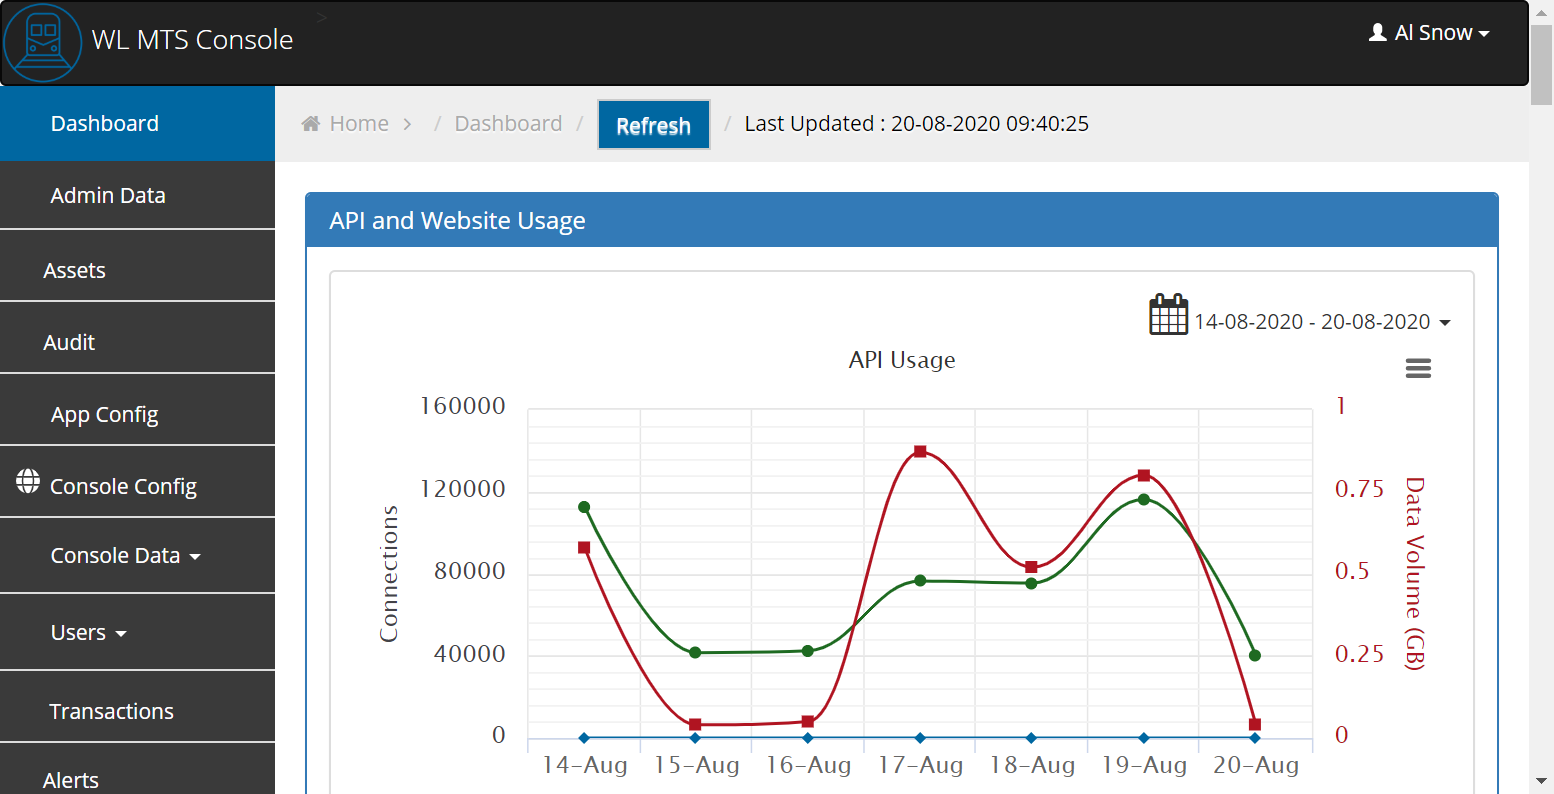 >
WL MTS Console
Al Snow
Dashboard
Admin Data
Assets
Audit
App Config
Console Config
Console Data
Users
Transactions
Alerts
Home > / Dashboard / Refresh / Last Updated : 20-08-2020 09:40:25
API and Website Usage
14-08-2020 - 20-08-2020
API Usage
Connections
160000
120000
80000
40000
0
1
0.75
0.5
0.25
0
Data Volume (GB)
14-Aug 15-Aug 16-Aug 17-Aug 18-Aug 19-Aug 20-Aug